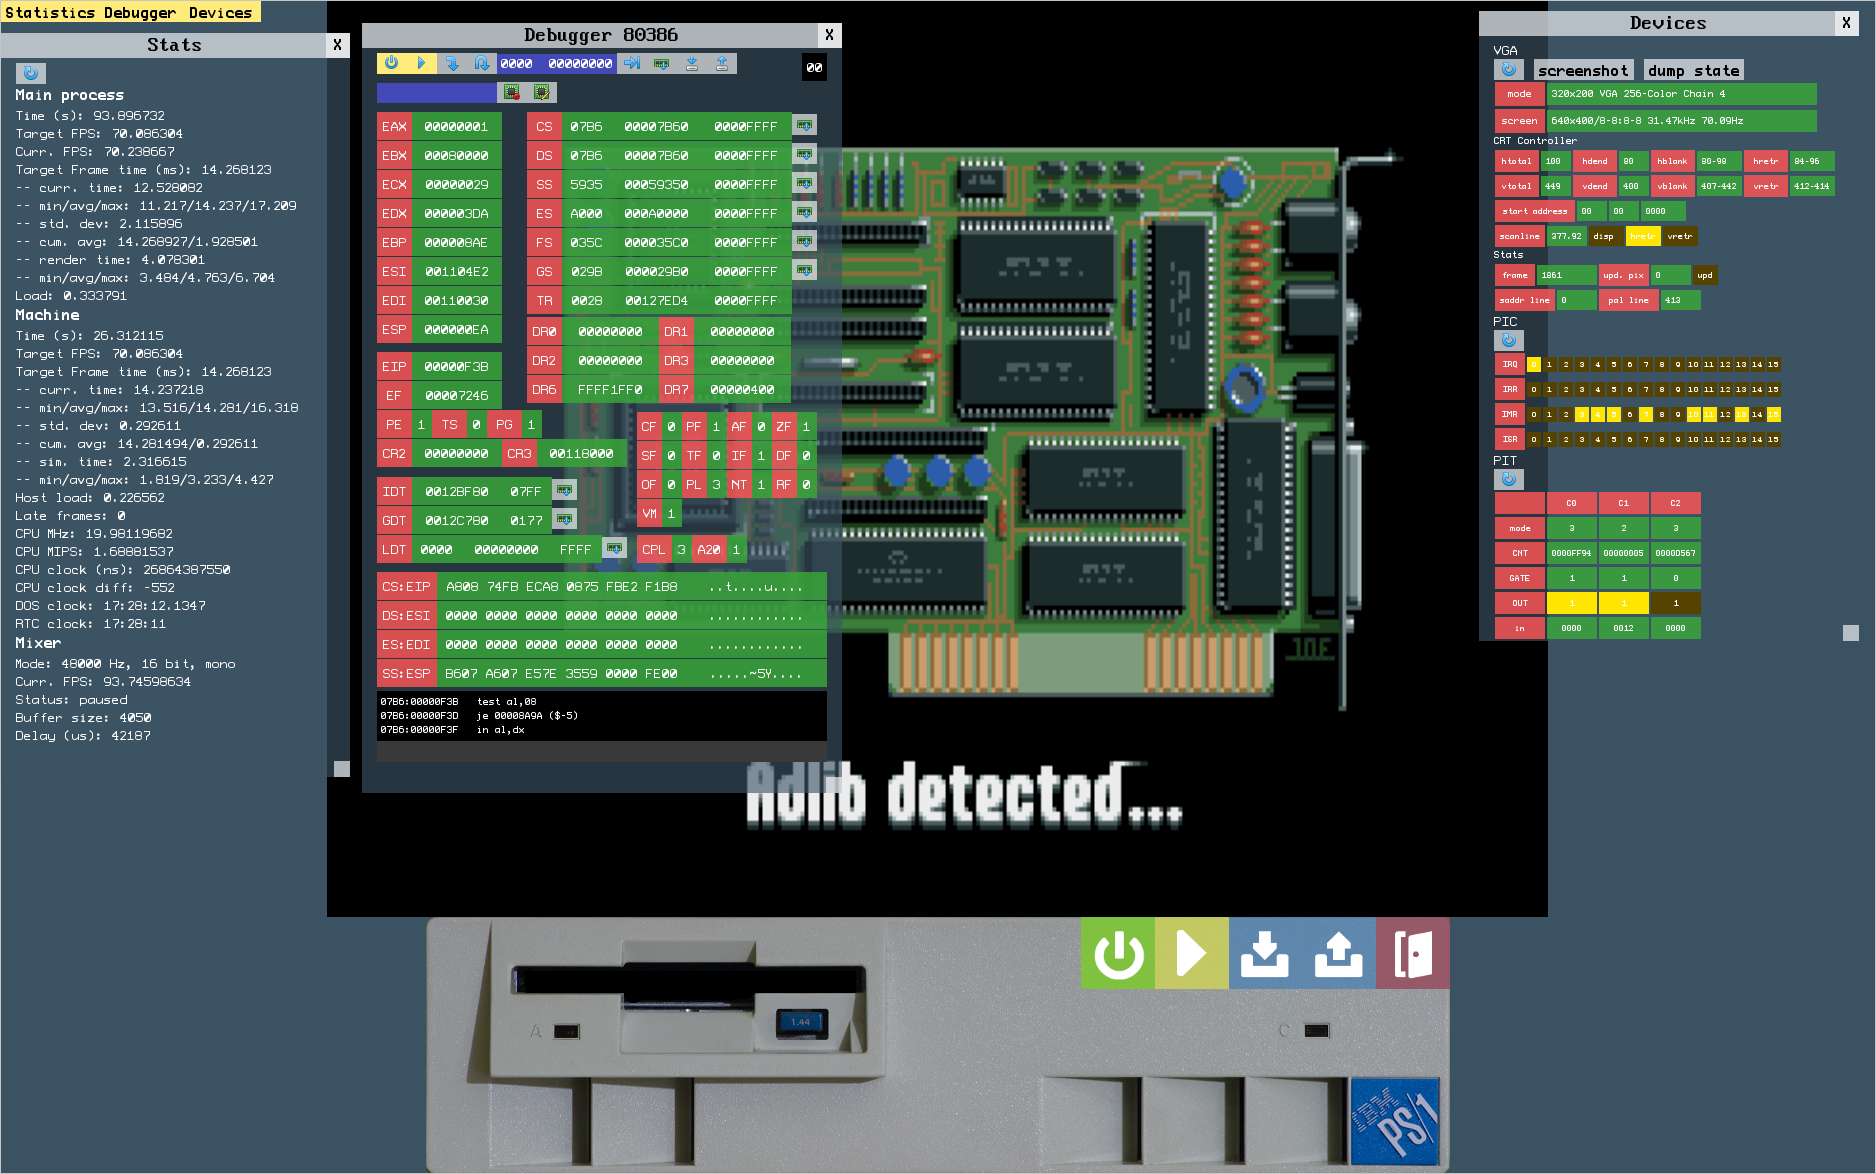 Statistics Debugger Devices
Stats X
Main process
Time (s): 93.896732
Target FPS: 70.086304
Curr. FPS: 70.238667
Target Frame time (ms): 14.268123
-- curr. time: 12.528082
-- min/avg/max: 11.217/14.237/17.209
-- std. dev: 2.115896
-- cum. avg: 14.268927/1.928501
-- render time: 4.078301
-- min/avg/max: 3.484/4.763/6.704
Load: 0.333791
Machine
Time (s): 26.312115
Target FPS: 70.086304
Target Frame time (ms): 14.268123
-- curr. time: 14.237218
-- min/avg/max: 13.516/14.281/16.318
-- std. dev: 0.292611
-- cum. avg: 14.281494/0.292611
-- sim. time: 2.316615
-- min/avg/max: 1.819/3.233/4.427
Host load: 0.226562
Late frames: 0
CPU MHz: 19.98119682
CPU MIPS: 1.68881537
CPU clock (ns): 26864387550
CPU clock diff: -552
DOS clock: 17:28:12.1347
RTC clock: 17:28:11
Mixer
Mode: 48000 Hz, 16 bit, mono
Curr. FPS: 93.74598634
Status: paused
Buffer size: 4050
Delay (us): 42187
Debugger 80386 X
0000 00000000 00
EAX 00000001 CS 07B6 00007B60 0000FFFF
EBX 00080000 DS 07B6 00007B60 0000FFFF
ECX 00000029 SS 5935 00059350 0000FFFF
EDX 000003DA ES A000 000A0000 0000FFFF
EBP 000008AE FS 035C 000035C0 0000FFFF
ESI 001104E2 GS 029B 000029B0 0000FFFF
EDI 00110030 TR 0028 00127ED4 0000FFFF
ESP 000000EA DR0 00000000 DR1 00000000
EIP 00000F3B DR2 00000000 DR3 00000000
EF 00007246 DR6 FFFF1FF0 DR7 00000400
PE 1 TS 0 PG 1 CF 0 PF 1 AF 0 ZF 1
CR2 00000000 CR3 00118000 SF 0 TF 0 IF 1 DF 0
IDT 0012BF80 07FF OF 0 PL 3 NT 1 RF 0
GDT 0012C780 0177 VM 1
LDT 0000 00000000 FFFF CPL 3 A20 1
CS:EIP A808 74FB ECA8 0875 FBE2 F1B8 ..t....u....
DS:ESI 0000 0000 0000 0000 0000 0000 ............
ES:EDI 0000 0000 0000 0000 0000 0000 ............
SS:ESP B607 A607 E57E 3559 0000 FE00 .....~5Y....
07B6:00000F3B test al,08
07B6:00000F3D je 00008A9A ($-5)
07B6:00000F3F in al,dx
Adlib detected...
Devices X
VGA
screenshot dump state
mode 320x200 VGA 256-Color Chain 4
screen 640x400/8-8:8-8 31.47kHz 70.09Hz
CRT Controller
htotal 100 hdend 80 hblank 80-98 hretr 84-96
vtotal 449 vdend 400 vblank 407-442 vretr 412-414
start address 00 00 0000
scanline 377.92 disp hretr vretr
Stats
frame 1861 upd. pix 0 upd
saddr line 0 pal line 413
PIC
IRQ 0 1 2 3 4 5 6 7 8 9 10 11 12 13 14 15
IRR 0 1 2 3 4 5 6 7 8 9 10 11 12 13 14 15
IMR 0 1 2 3 4 5 6 7 8 9 10 11 12 13 14 15
ISR 0 1 2 3 4 5 6 7 8 9 10 11 12 13 14 15
PIT
C0 C1 C2
mode 3 2 3
CNT 0000FF94 00000005 0000D567
GATE 1 1 0
OUT 1 1 1
in 0000 0012 0000
A 1.44 C
IBM
PS/1